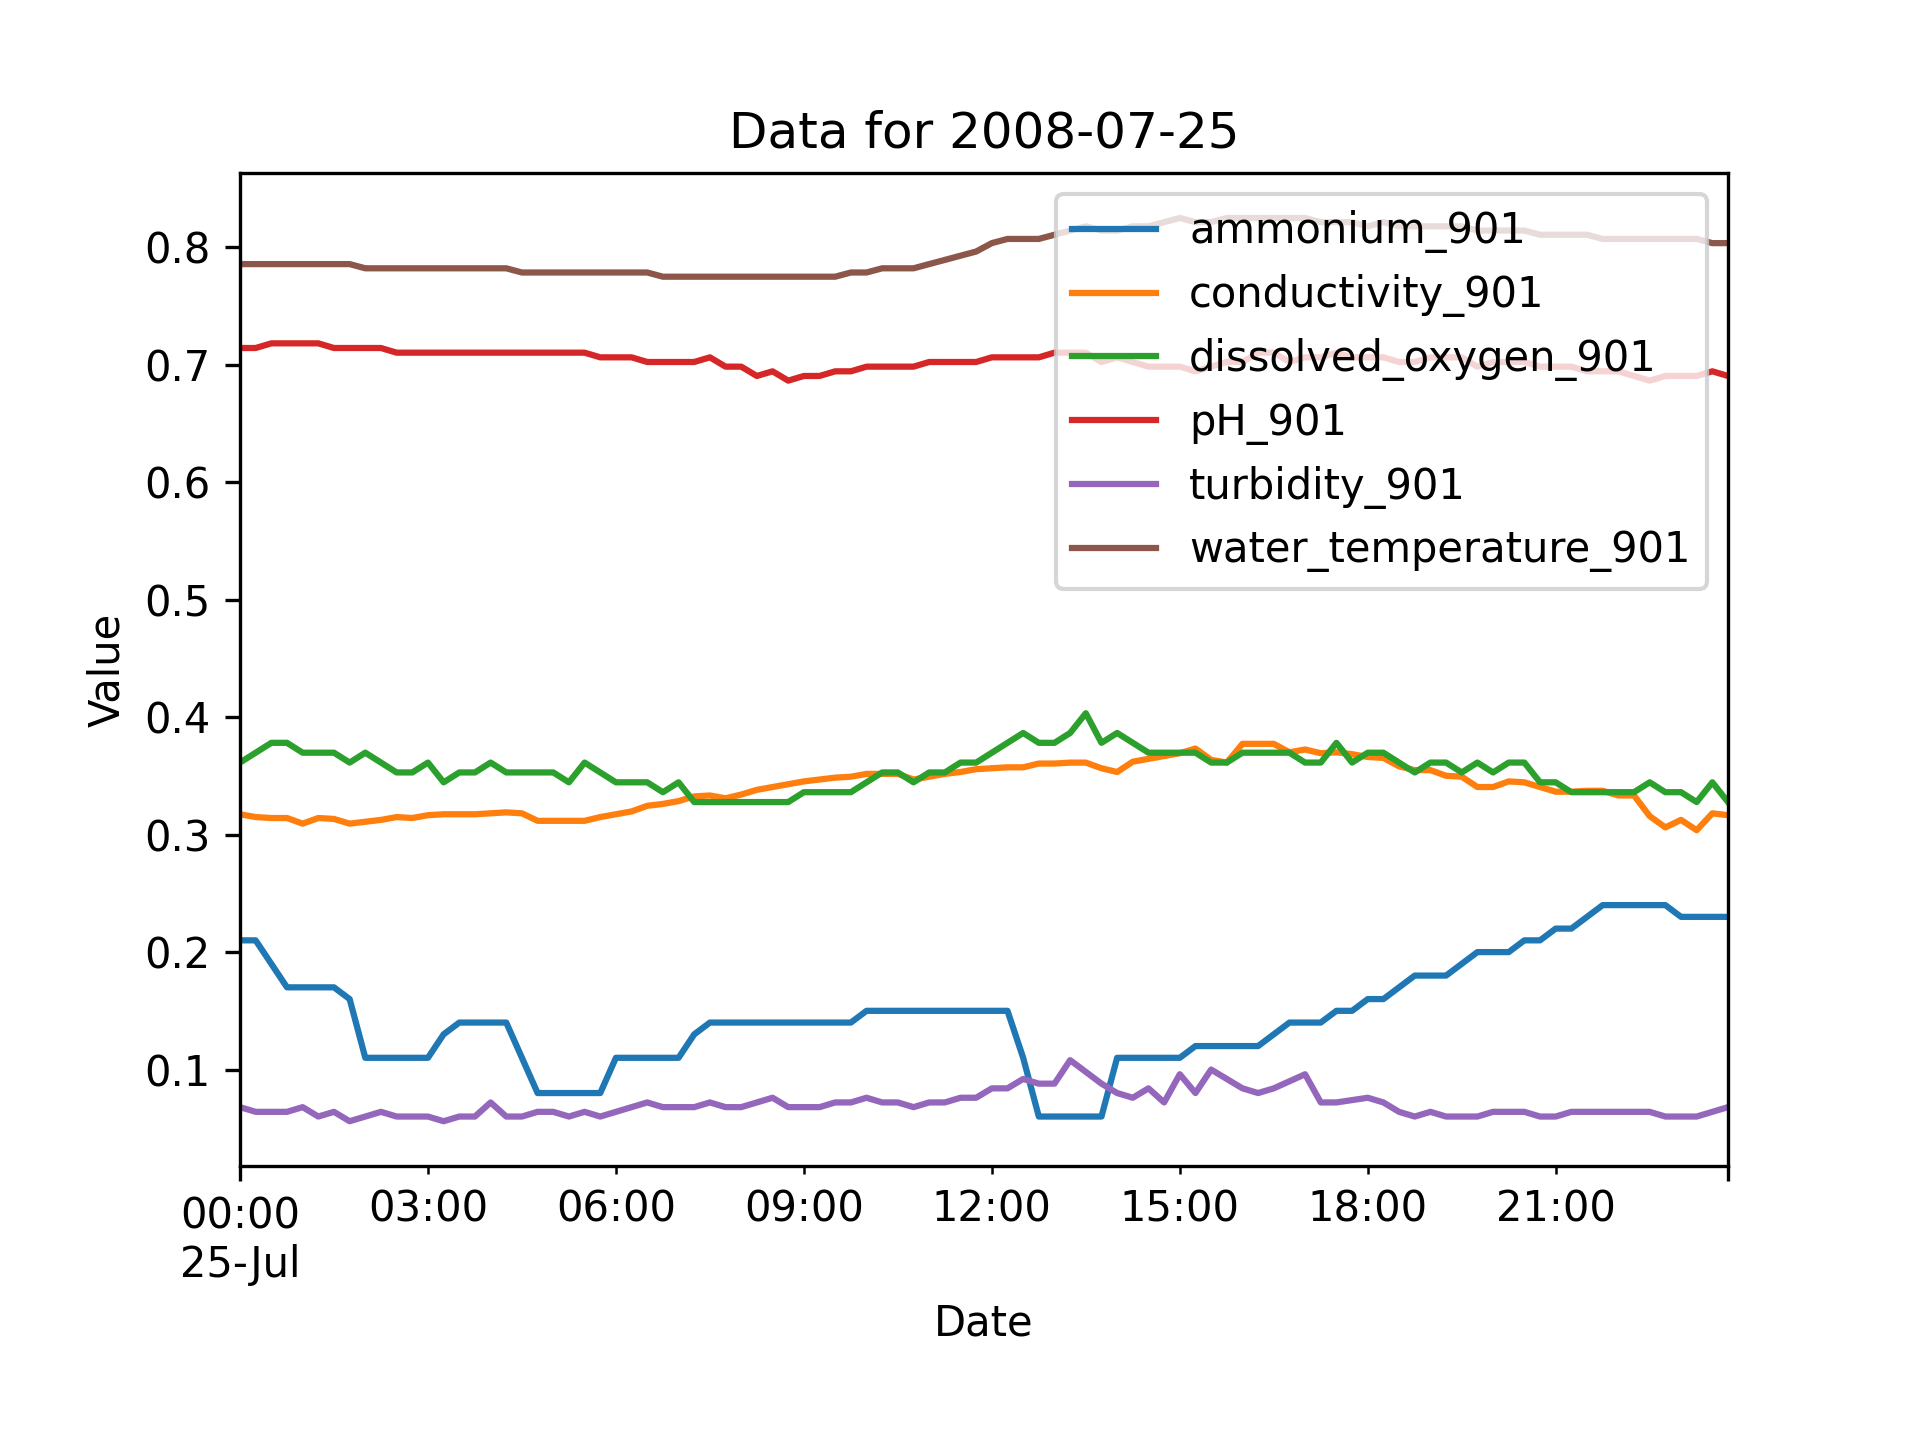 Data for 2008-07-25
0.8
0.7
0.6
0.5
0.4
0.3
0.2
0.1
Value
ammonium_901
conductivity_901
dissolved_oxygen_901
pH_901
turbidity_901
water_temperature_901
00:00 03:00 06:00 09:00 12:00 15:00 18:00 21:00
25-Jul
Date